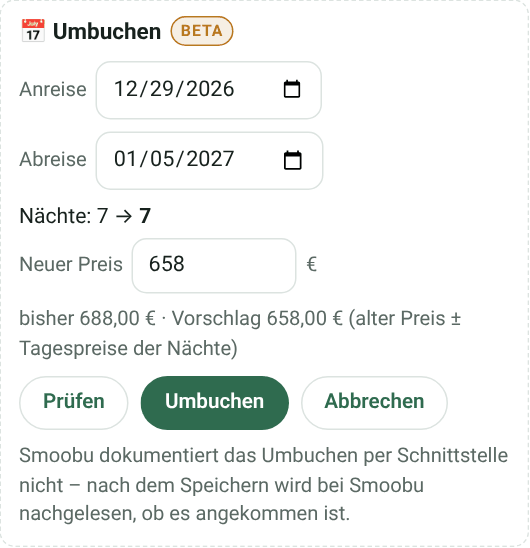 📅 Umbuchen BETA
Anreise 12/29/2026
Abreise 01/05/2027
Nächte: 7 → 7
Neuer Preis 658 €
bisher 688,00 € · Vorschlag 658,00 € (alter Preis ±
Tagespreise der Nächte)
Prüfen Umbuchen Abbrechen
Smoobu dokumentiert das Umbuchen per Schnittstelle
nicht – nach dem Speichern wird bei Smoobu
nachgelesen, ob es angekommen ist.